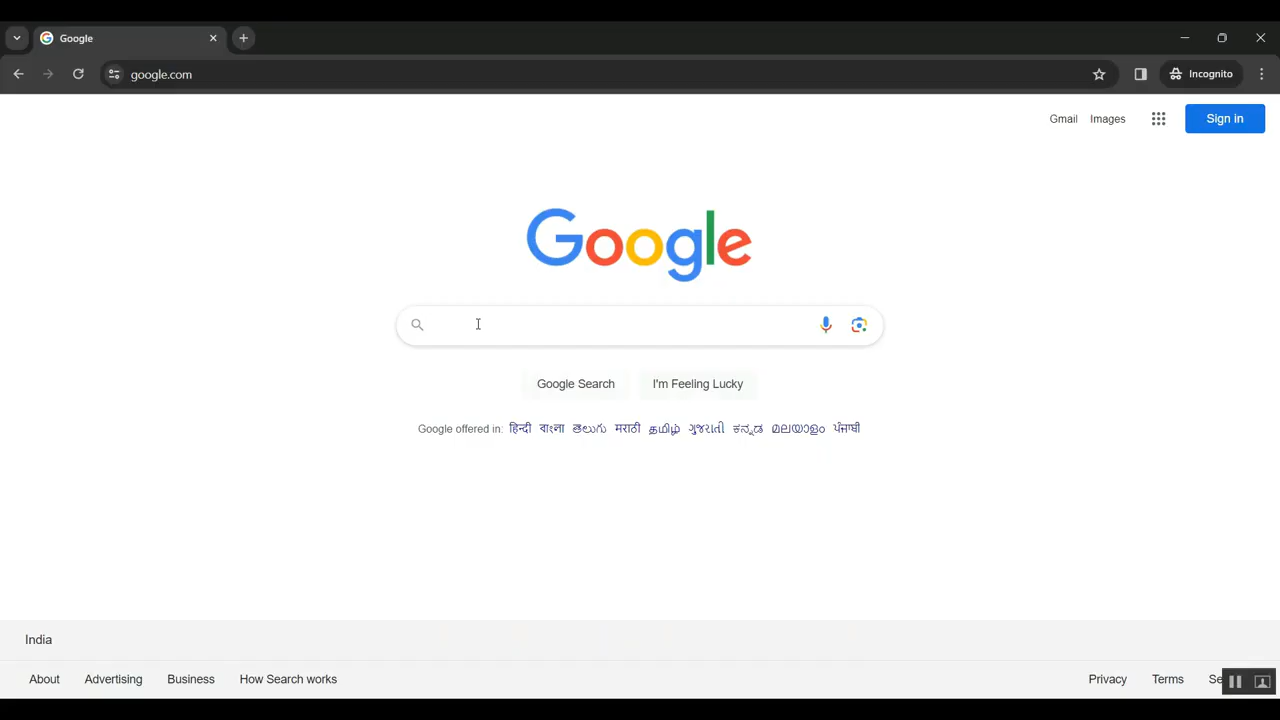 Google
google.com
Incognito
Gmail Images Sign in
Google
Google Search I'm Feeling Lucky
Google offered in: हिन्दी বাংলা తెలుగు मराठी தமிழ் ગુજરાતી ಕನ್ನಡ മലയാളം ਪੰਜਾਬੀ
India
About Advertising Business How Search works Privacy Terms Se